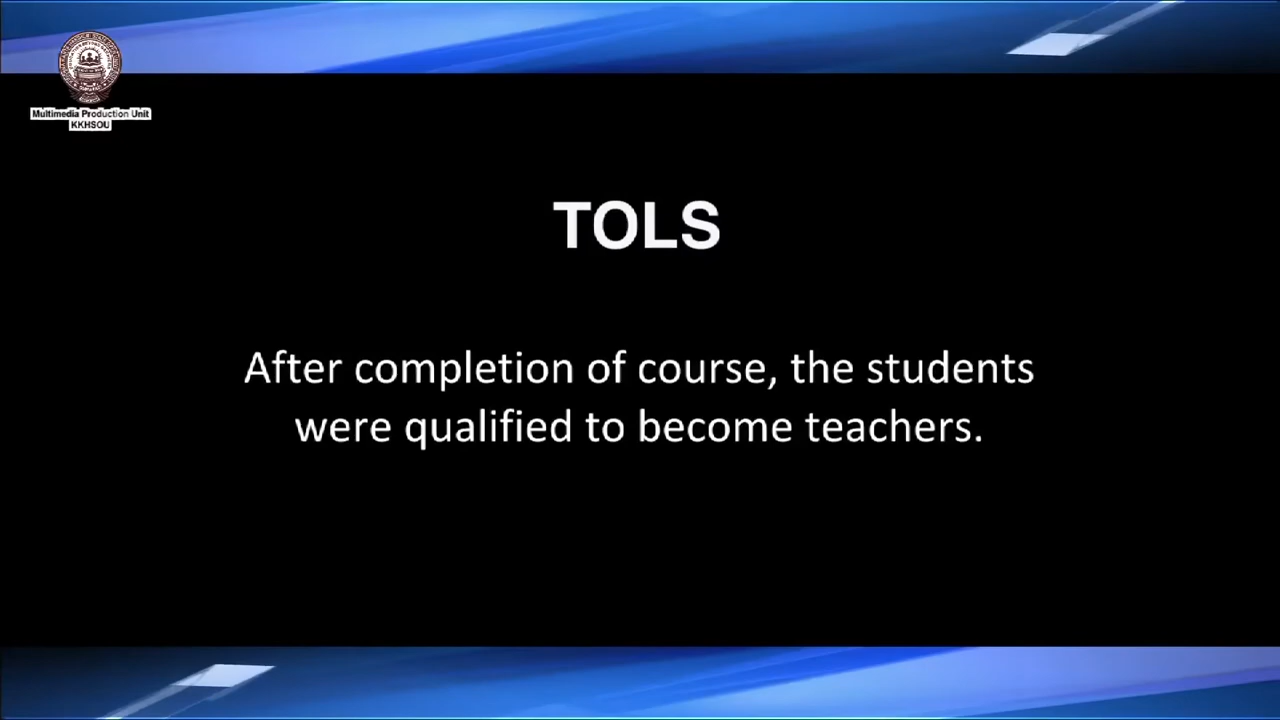 Multimedia Production Unit
KKHSOU
TOLS
After completion of course, the students
were qualified to become teachers.